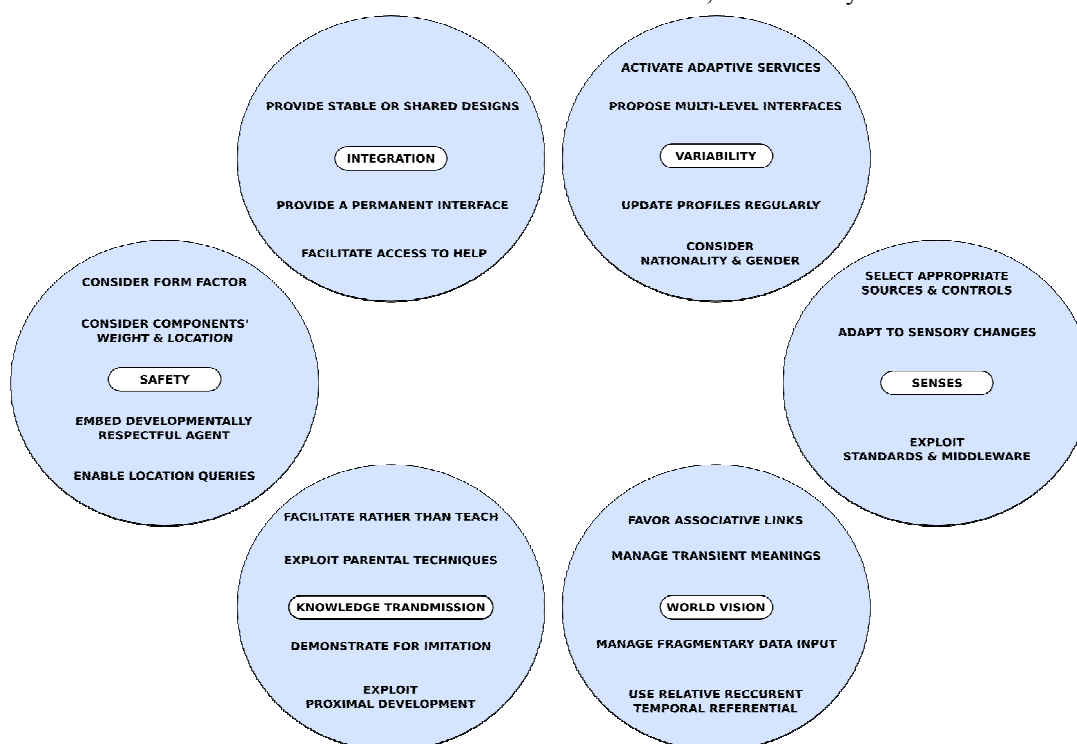 PROVIDE STABLE OR SHARED DESIGNS
INTEGRATION
PROVIDE A PERMANENT INTERFACE
FACILITATE ACCESS TO HELP
ACTIVATE ADAPTIVE SERVICES
PROPOSE MULTI-LEVEL INTERFACES
VARIABILITY
UPDATE PROFILES REGULARLY
CONSIDER
NATIONALITY & GENDER
CONSIDER FORM FACTOR
CONSIDER COMPONENTS'
WEIGHT & LOCATION
SAFETY
EMBED DEVELOPMENTALLY
RESPECTFUL AGENT
ENABLE LOCATION QUERIES
SELECT APPROPRIATE
SOURCES & CONTROLS
ADAPT TO SENSORY CHANGES
SENSES
EXPLOIT
STANDARDS & MIDDLEWARE
FACILITATE RATHER THAN TEACH
EXPLOIT PARENTAL TECHNIQUES
KNOWLEDGE TRANDMISSION
DEMONSTRATE FOR IMITATION
EXPLOIT
PROXIMAL DEVELOPMENT
FAVOR ASSOCIATIVE LINKS
MANAGE TRANSIENT MEANINGS
WORLD VISION
MANAGE FRAGMENTARY DATA INPUT
USE RELATIVE RECCURENT
TEMPORAL REFERENTIAL